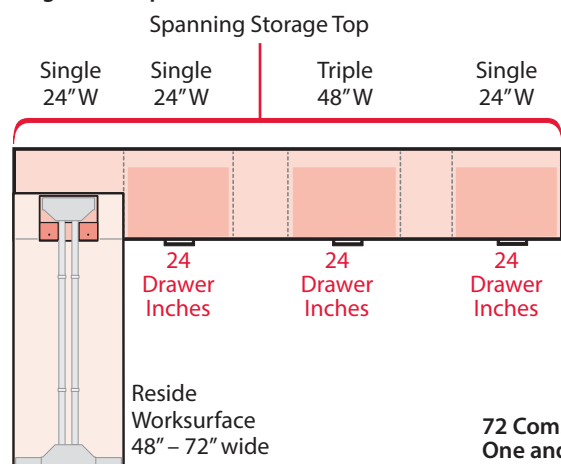 Spanning Storage Top
Single Single Triple Single
24”W 24”W 48”W 24”W
24 24 24
Drawer Drawer Drawer
Inches Inches Inches
Reside
Worksurface
48” – 72” wide
72 Com
One and